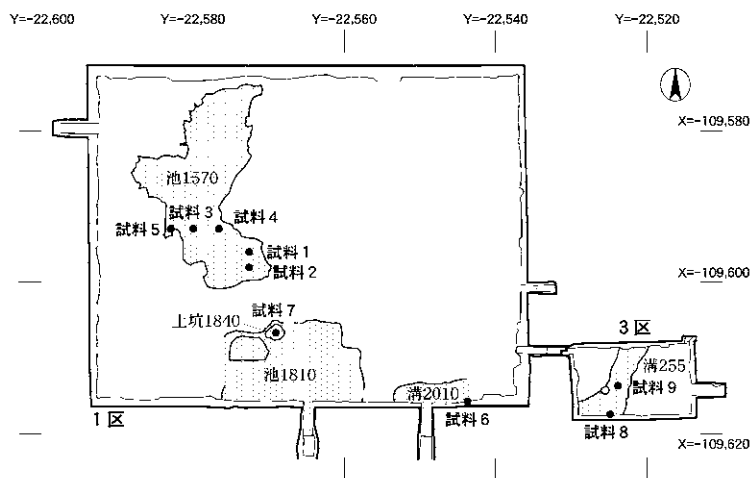 Y=-22,600
Y=-22,580
Y=-22,560
Y=-22,540
Y=-22,520
X=-109,580
池1570
試料3
試料4
試料5
試料1
試料2
X=-109,600
試料7
土坑1840
3区
池1810
溝2010
溝255
試料9
1区
試料6
試料8
X=-109,620